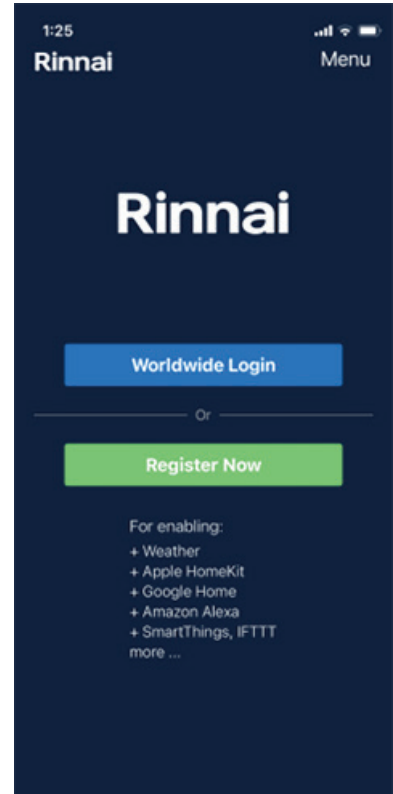 1:25
Rinnai
Menu
Rinnai
Worldwide Login
Or
Register Now
For enabling:
+ Weather
+ Apple HomeKit
+ Google Home
+ Amazon Alexa
+ SmartThings, IFTTT
more ...